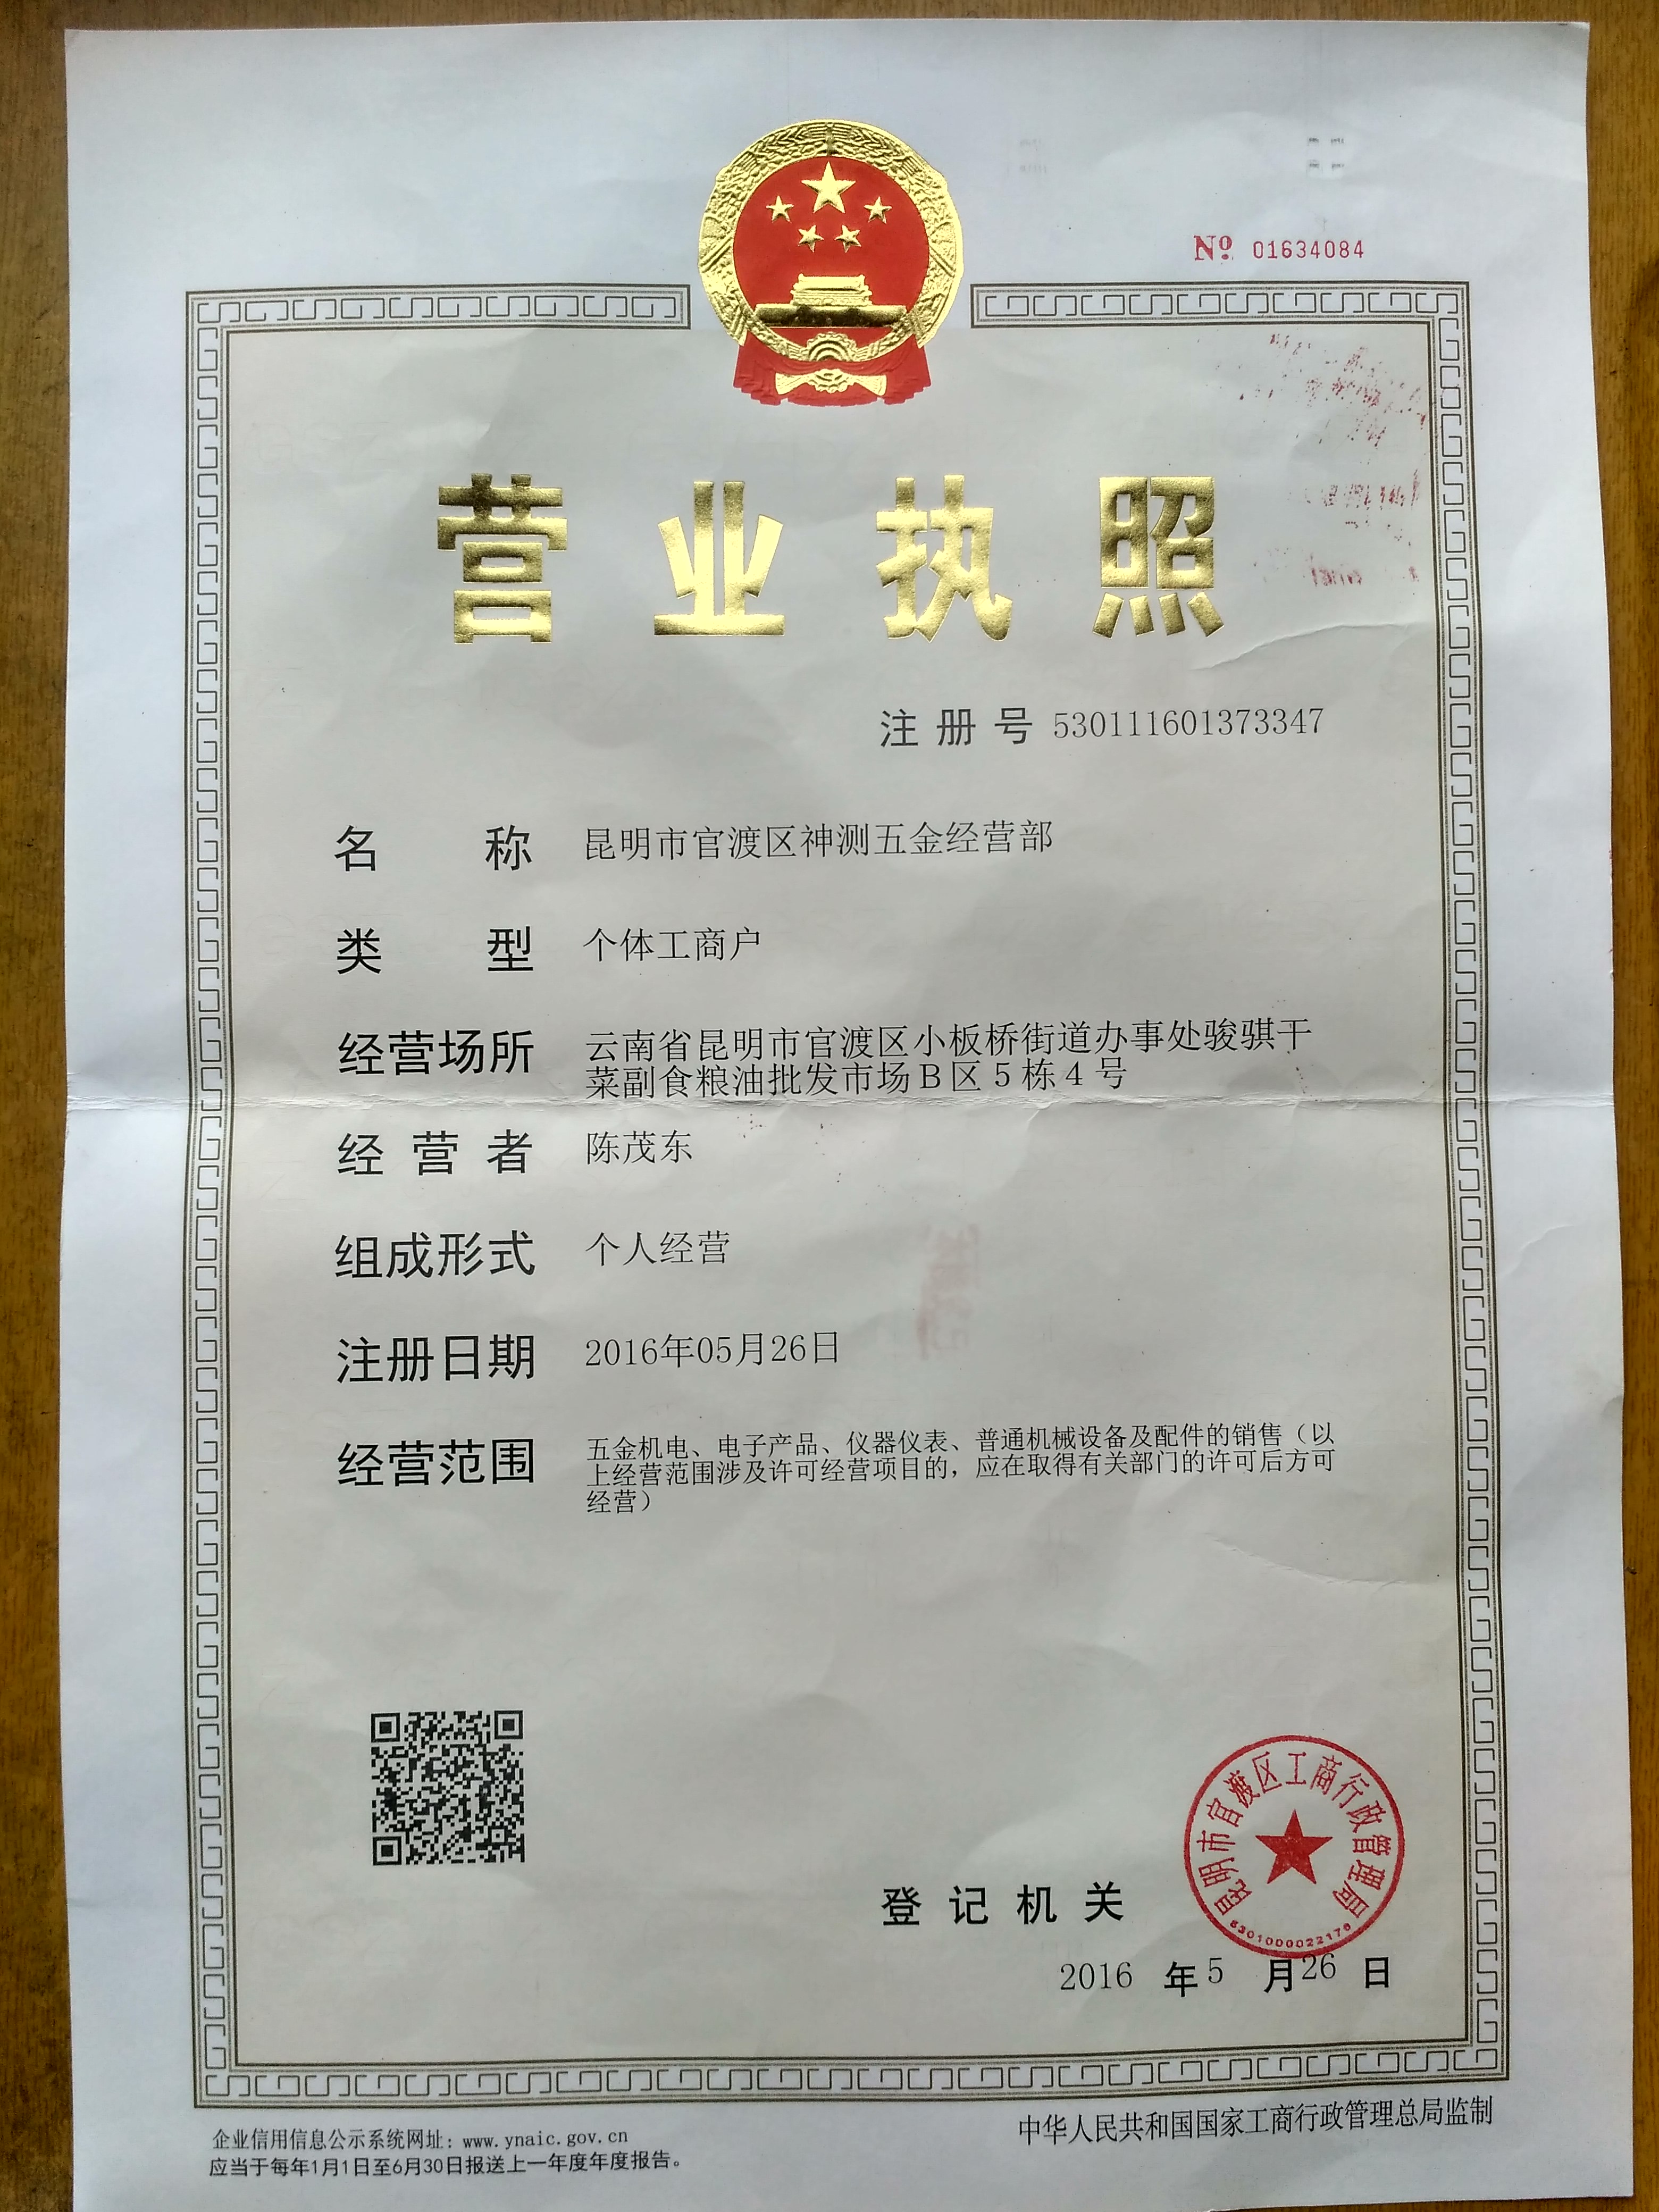 № 01634084
营业执照
注册号 530111601373347
名称 昆明市官渡区神测五金经营部
类型 个体工商户
经营场所 云南省昆明市官渡区小板桥街道办事处骏骐干
菜副食粮油批发市场B区5栋4号
经营者 陈茂东
组成形式 个人经营
注册日期 2016年05月26日
经营范围 五金机电、电子产品、仪器仪表、普通机械设备及配件的销售（以
上经营范围涉及许可经营项目的，应在取得有关部门的许可后方可
经营）
昆明市官渡区工商行政管理局
5301000022176
登记机关
2016 年 5 月 26 日
企业信用信息公示系统网址：www.ynaic.gov.cn
应当于每年1月1日至6月30日报送上一年度年度报告。
中华人民共和国国家工商行政管理总局监制